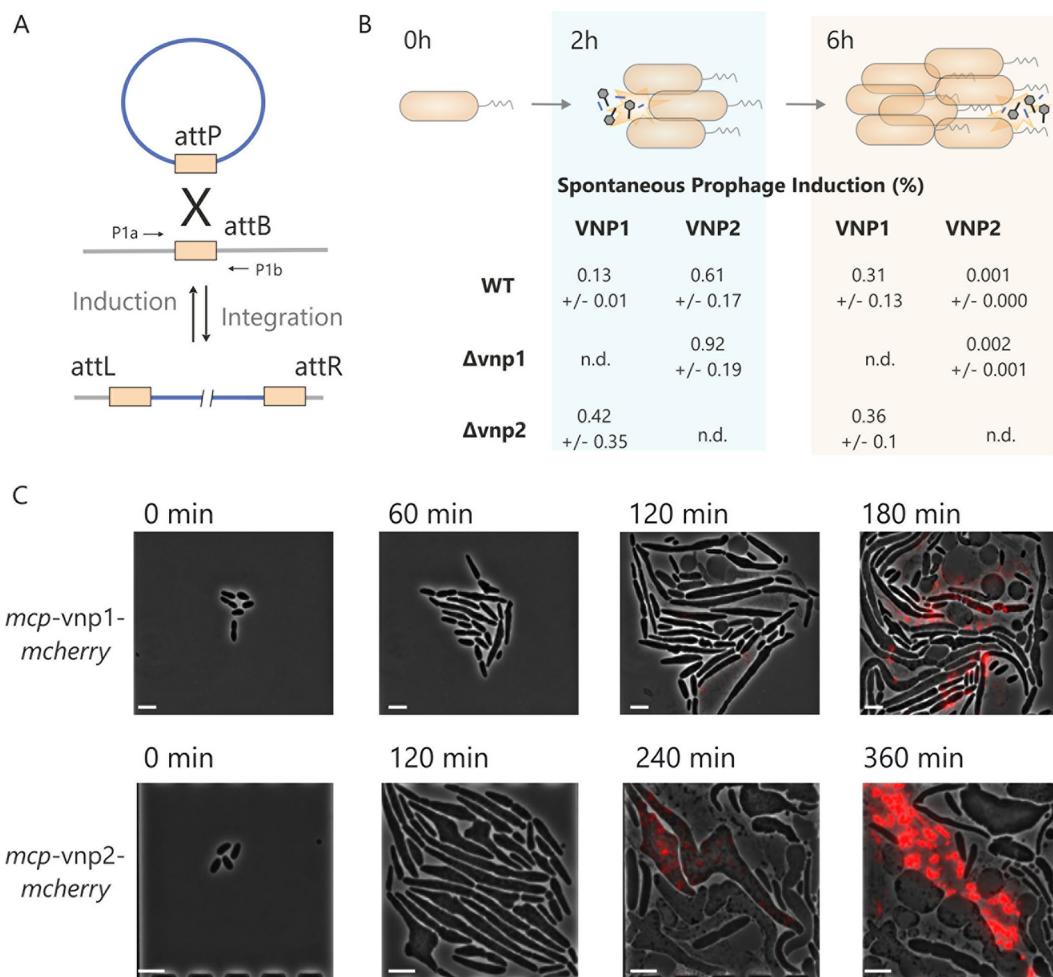 A
attP
X
attB
P1a
P1b
Induction
Integration
attL
attR
B
0h
2h
6h
Spontaneous Prophage Induction (%)
VNP1 VNP2 VNP1 VNP2
WT
0.13
+/- 0.01
0.61
+/- 0.17
0.31
+/- 0.13
0.001
+/- 0.000
Δvnp1
n.d.
0.92
+/- 0.19
n.d.
0.002
+/- 0.001
Δvnp2
0.42
+/- 0.35
n.d.
0.36
+/- 0.1
n.d.
C
0 min 60 min 120 min 180 min
mcp-vnp1-
mcherry
0 min 120 min 240 min 360 min
mcp-vnp2-
mcherry